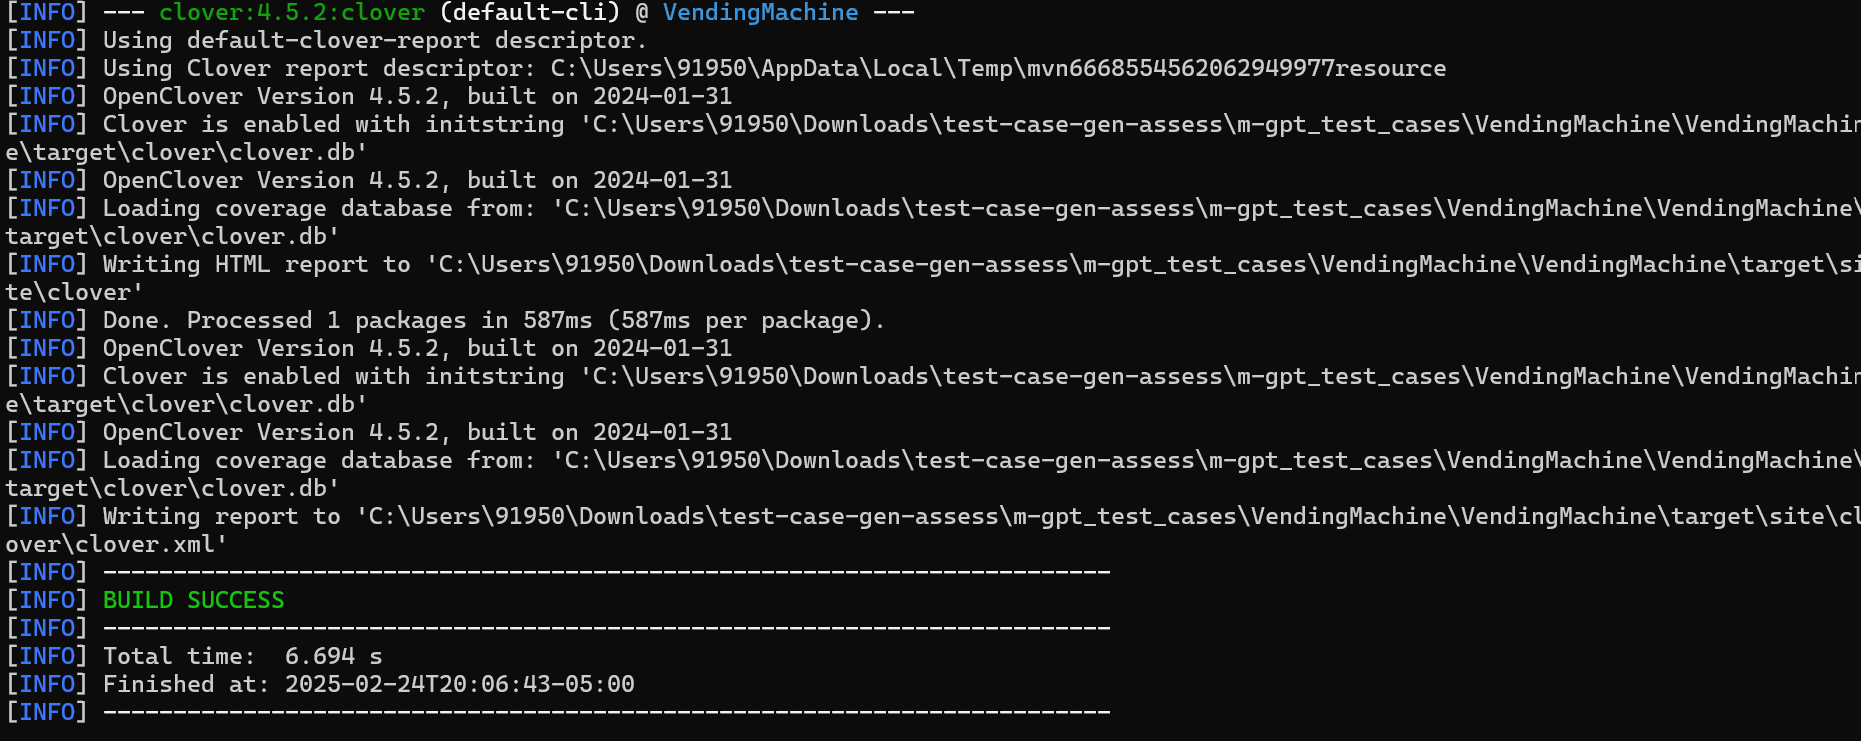 [INFO] --- clover:4.5.2:clover (default-cli) @ VendingMachine ---
[INFO] Using default-clover-report descriptor.
[INFO] Using Clover report descriptor: C:\Users\91950\AppData\Local\Temp\mvn6668554562062949977resource
[INFO] OpenClover Version 4.5.2, built on 2024-01-31
[INFO] Clover is enabled with initstring 'C:\Users\91950\Downloads\test-case-gen-assess\m-gpt_test_cases\VendingMachine\VendingMachin
e\target\clover\clover.db'
[INFO] OpenClover Version 4.5.2, built on 2024-01-31
[INFO] Loading coverage database from: 'C:\Users\91950\Downloads\test-case-gen-assess\m-gpt_test_cases\VendingMachine\VendingMachine\
target\clover\clover.db'
[INFO] Writing HTML report to 'C:\Users\91950\Downloads\test-case-gen-assess\m-gpt_test_cases\VendingMachine\VendingMachine\target\si
te\clover'
[INFO] Done. Processed 1 packages in 587ms (587ms per package).
[INFO] OpenClover Version 4.5.2, built on 2024-01-31
[INFO] Clover is enabled with initstring 'C:\Users\91950\Downloads\test-case-gen-assess\m-gpt_test_cases\VendingMachine\VendingMachin
e\target\clover\clover.db'
[INFO] OpenClover Version 4.5.2, built on 2024-01-31
[INFO] Loading coverage database from: 'C:\Users\91950\Downloads\test-case-gen-assess\m-gpt_test_cases\VendingMachine\VendingMachine\
target\clover\clover.db'
[INFO] Writing report to 'C:\Users\91950\Downloads\test-case-gen-assess\m-gpt_test_cases\VendingMachine\VendingMachine\target\site\cl
over\clover.xml'
[INFO] ------------------------------------------------------------------------
[INFO] BUILD SUCCESS
[INFO] ------------------------------------------------------------------------
[INFO] Total time:  6.694 s
[INFO] Finished at: 2025-02-24T20:06:43-05:00
[INFO] ------------------------------------------------------------------------